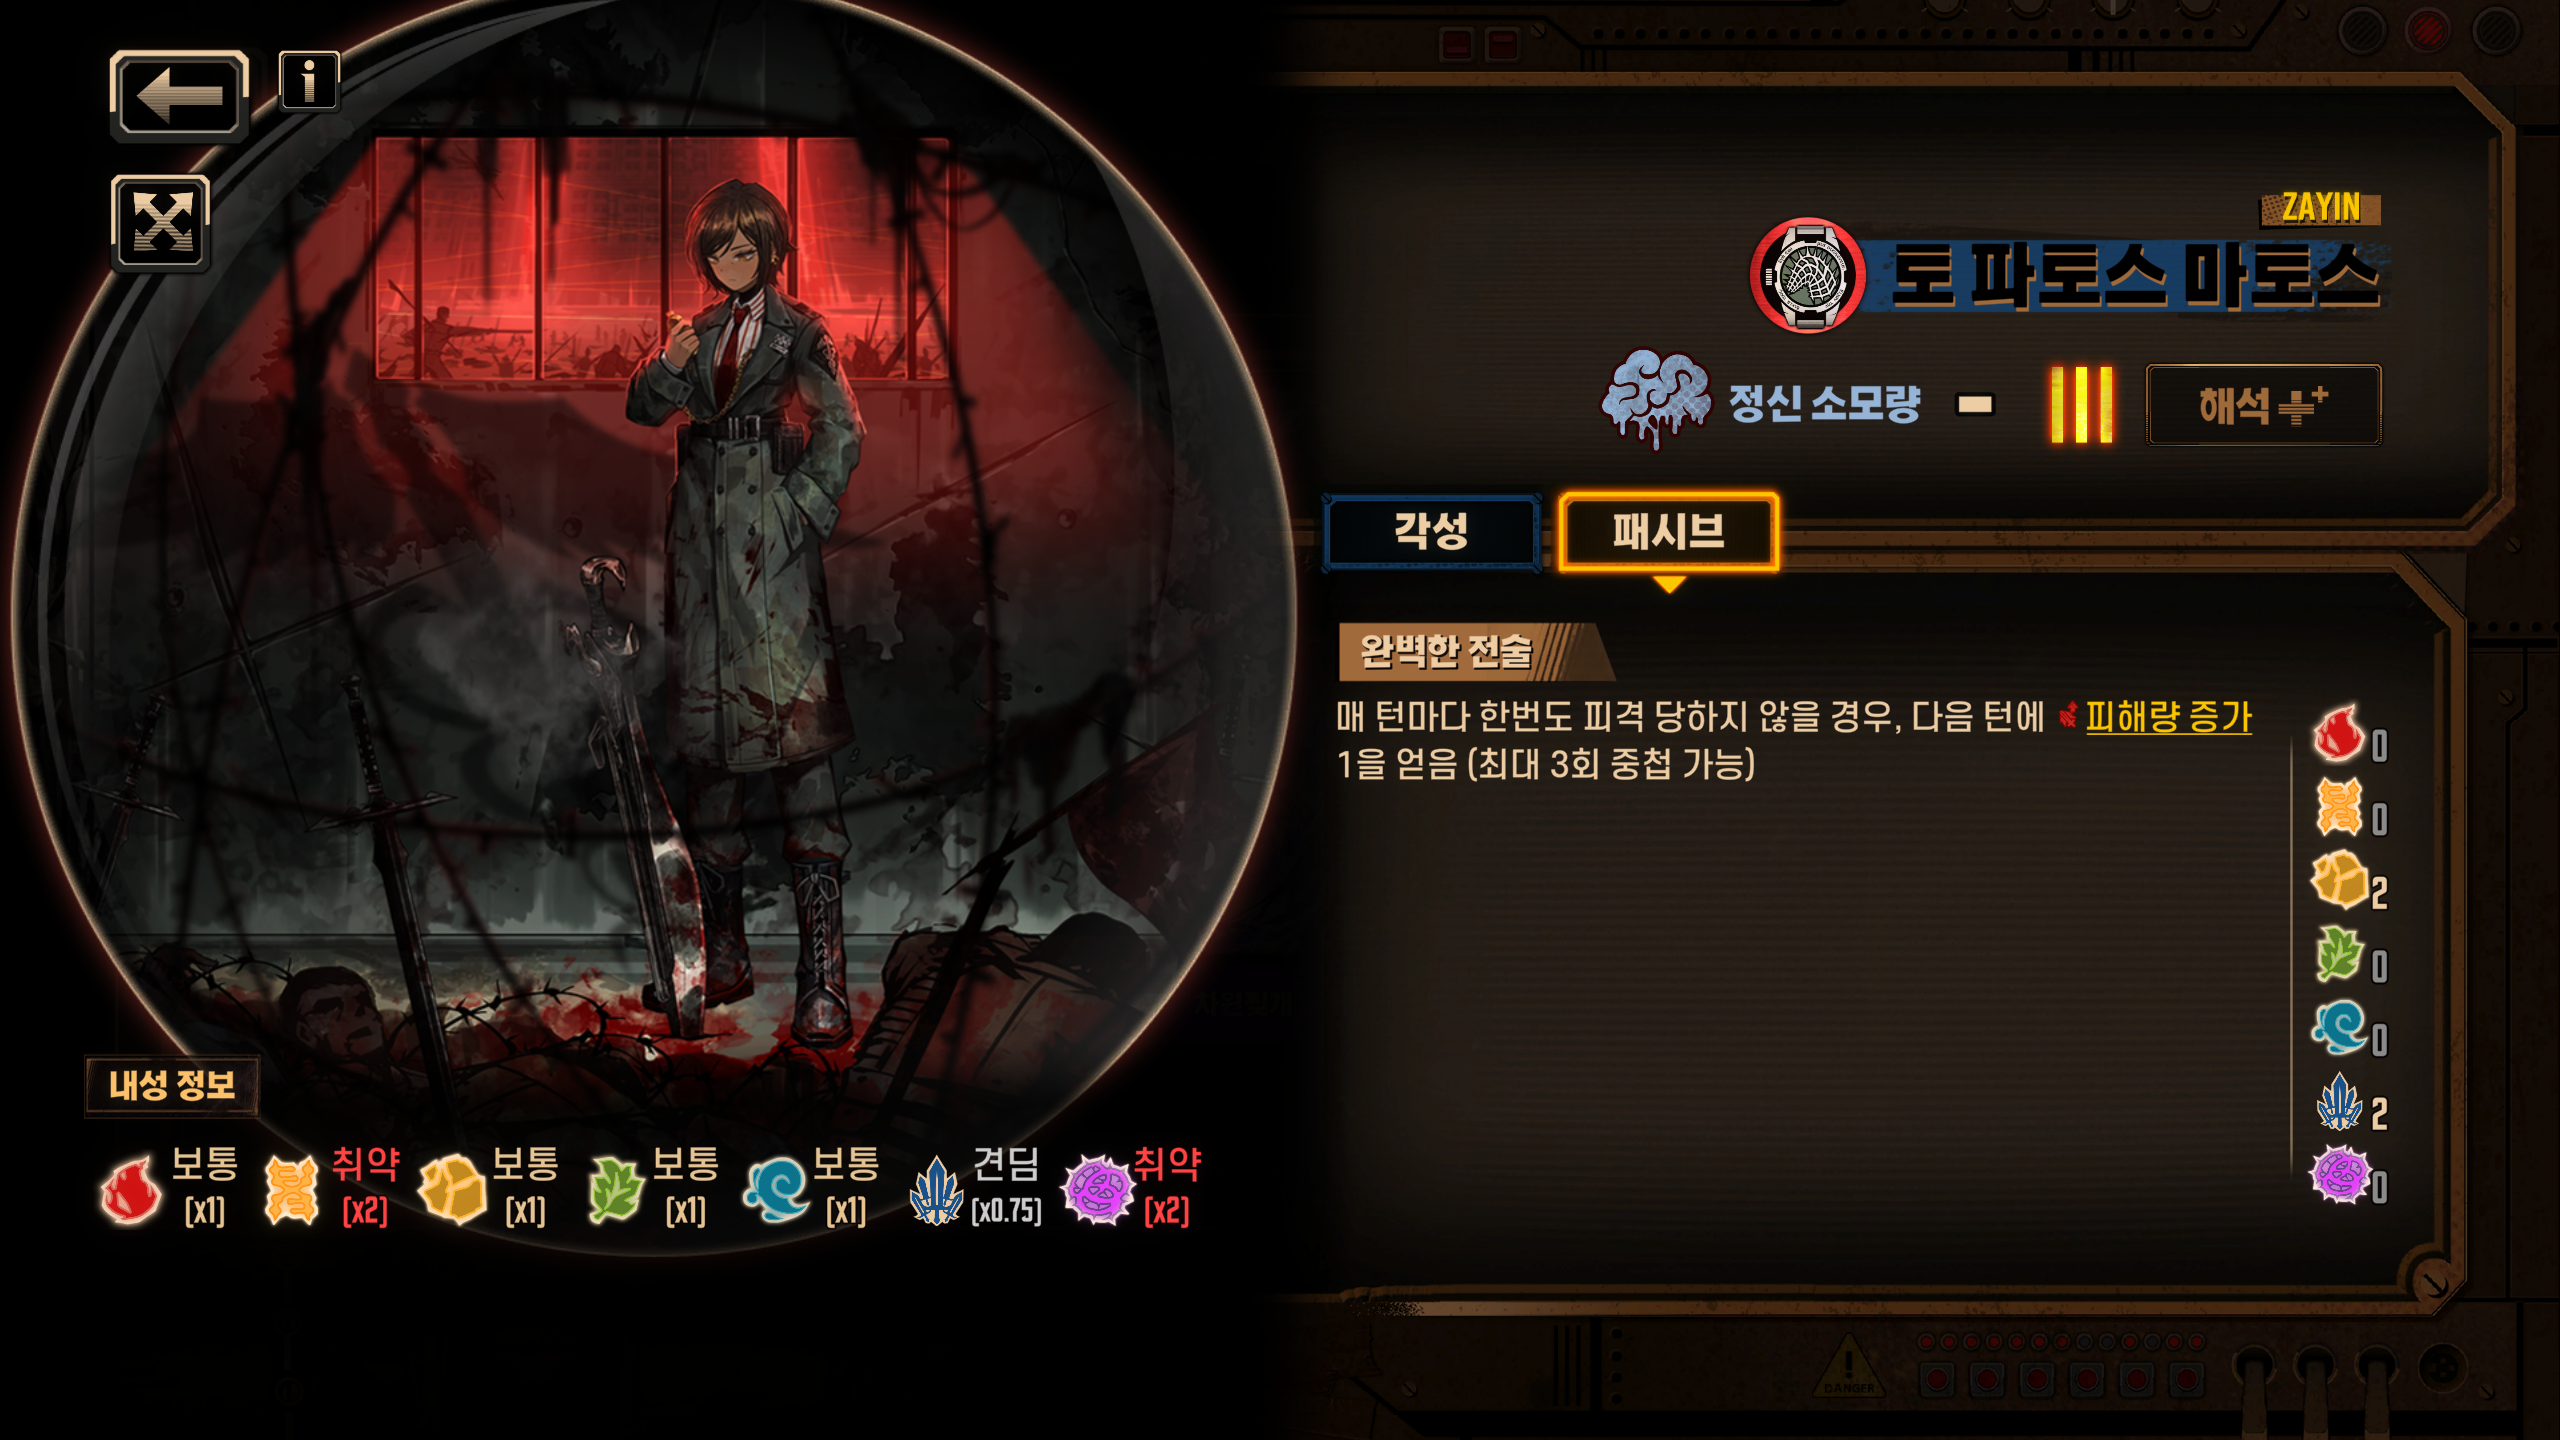 ZAYIN
토 파토스 마토스
정신 소모량 -
해석
각성
패시브
완벽한 전술
매 턴마다 한번도 피격 당하지 않을 경우, 다음 턴에 피해량 증가
1을 얻음 (최대 3회 중첩 가능)
0
0
2
0
0
2
0
내성 정보
보통 취약 보통 보통 보통 견딤 취약
[x1] [x2] [x1] [x1] [x1] [x0.75] [x2]
DANGER